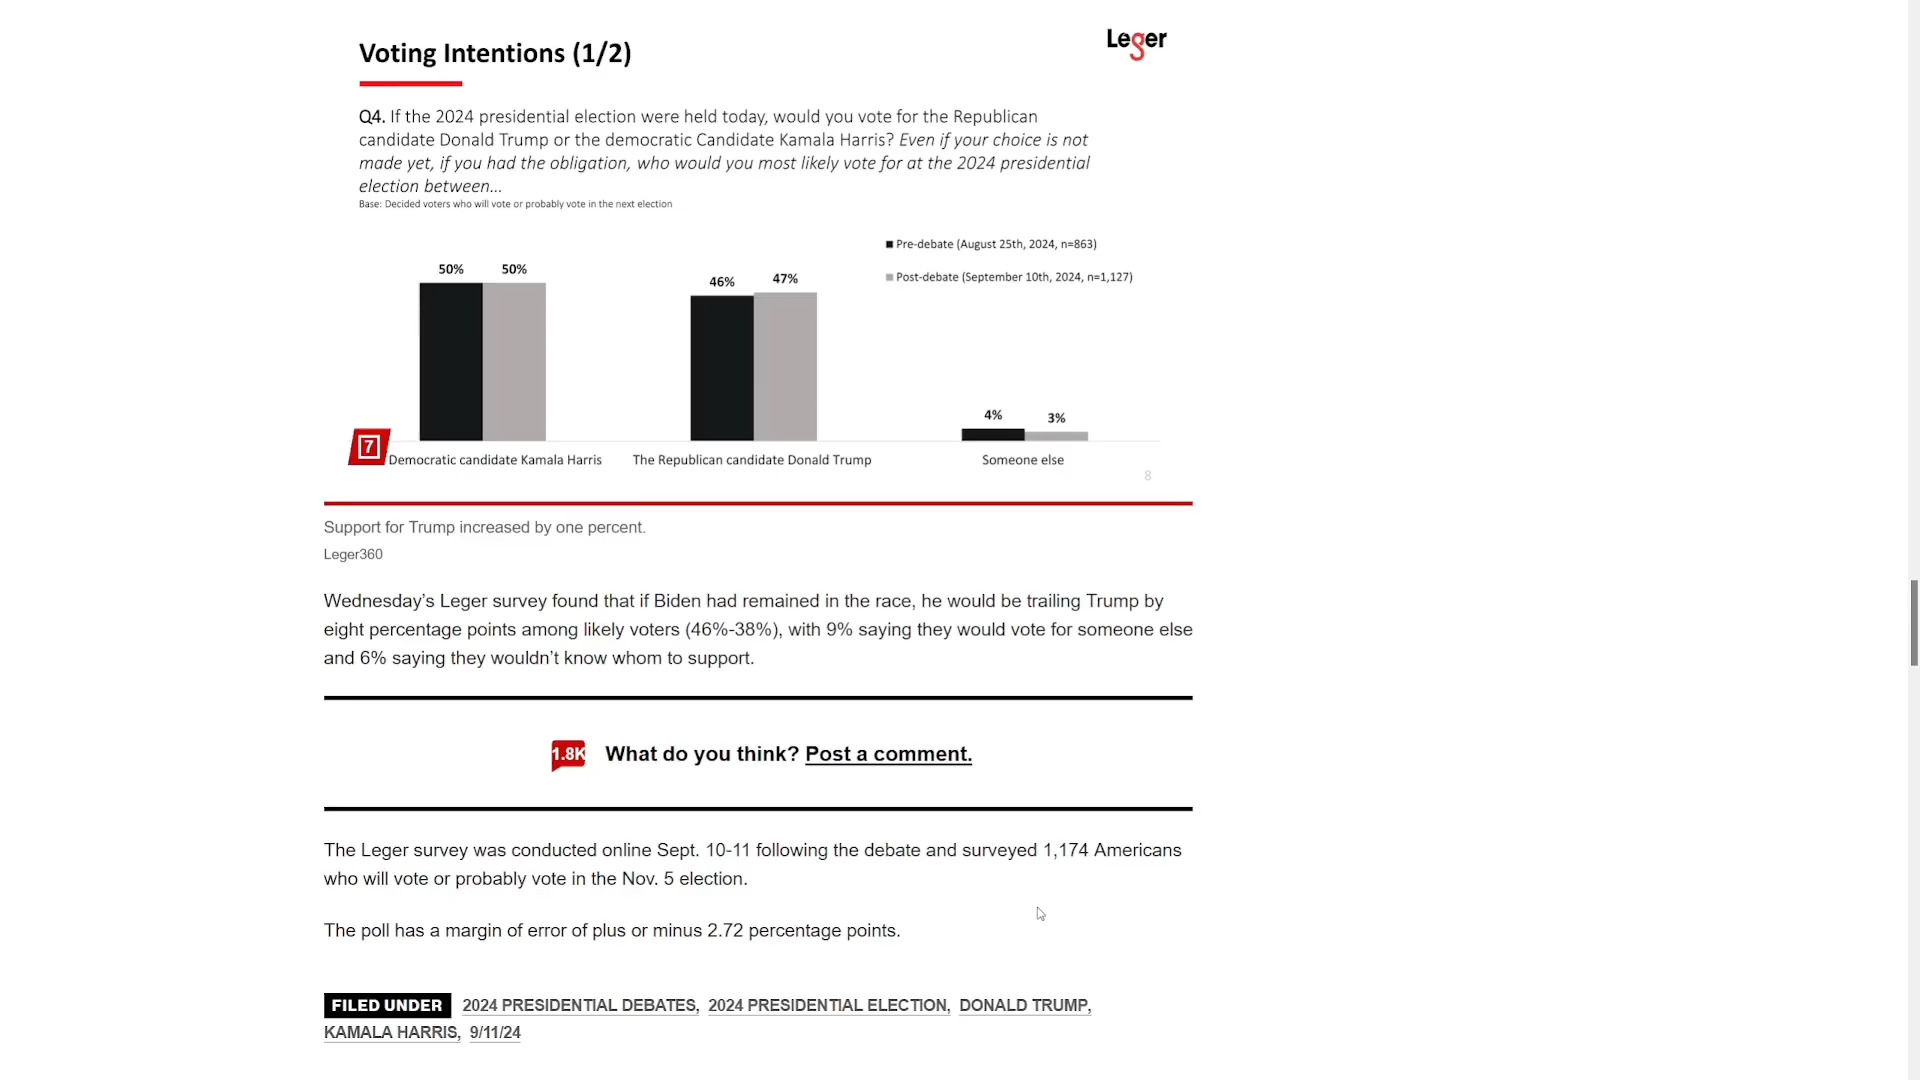 Leger
Voting Intentions (1/2)
Q4. If the 2024 presidential election were held today, would you vote for the Republican
candidate Donald Trump or the democratic Candidate Kamala Harris? Even if your choice is not
made yet, if you had the obligation, who would you most likely vote for at the 2024 presidential
election between...
Base: Decided voters who will vote or probably vote in the next election
Pre-debate (August 25th, 2024, n=863)
Post-debate (September 10th, 2024, n=1,127)
50% 50%
46% 47%
4% 3%
7
Democratic candidate Kamala Harris
The Republican candidate Donald Trump
Someone else
8
Support for Trump increased by one percent.
Leger360
Wednesday’s Leger survey found that if Biden had remained in the race, he would be trailing Trump by
eight percentage points among likely voters (46%-38%), with 9% saying they would vote for someone else
and 6% saying they wouldn’t know whom to support.
1.8K What do you think? Post a comment.
The Leger survey was conducted online Sept. 10-11 following the debate and surveyed 1,174 Americans
who will vote or probably vote in the Nov. 5 election.
The poll has a margin of error of plus or minus 2.72 percentage points.
FILED UNDER 2024 PRESIDENTIAL DEBATES, 2024 PRESIDENTIAL ELECTION, DONALD TRUMP,
KAMALA HARRIS, 9/11/24